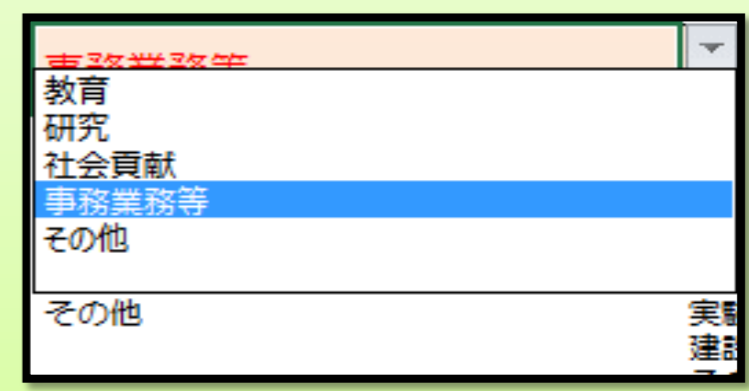 事務業務等
教育
研究
社会貢献
事務業務等
その他
その他